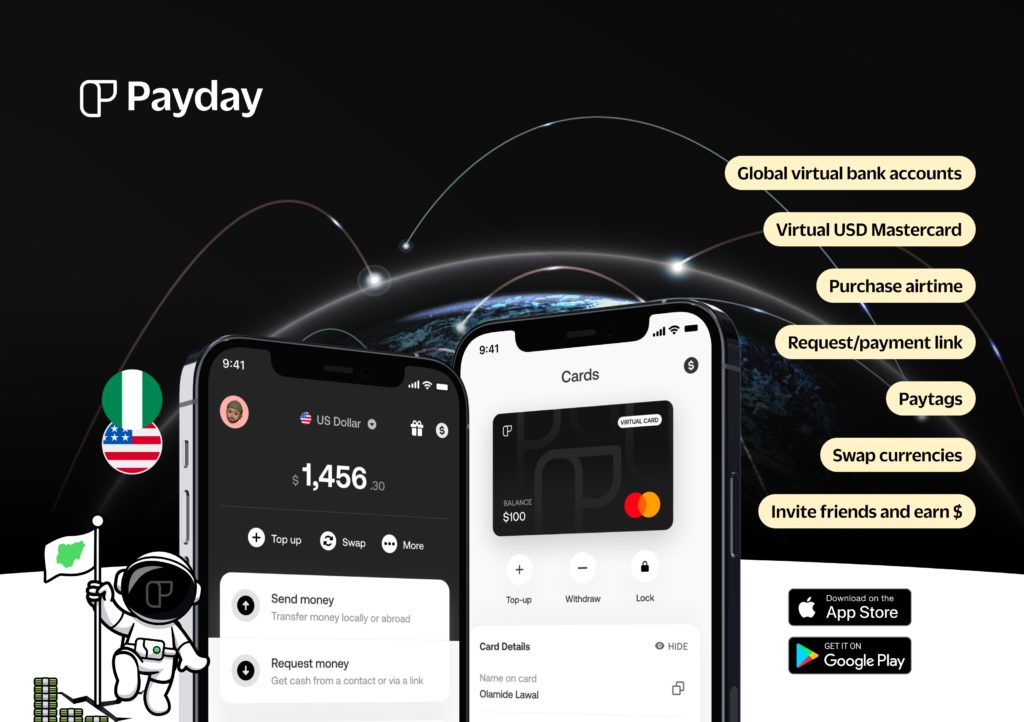 Payday
Global virtual bank accounts
Virtual USD Mastercard
Purchase airtime
Request/payment link
Paytags
Swap currencies
Invite friends and earn $
9:41
US Dollar
$
$1,456.30
Top up
Swap
More
Send money
Transfer money locally or abroad
Request money
Get cash from a contact or via a link
9:41
Cards
$
VIRTUAL CARD
BALANCE
$100
Top-up
Withdraw
Lock
Card Details
HIDE
Name on card
Olamide Lawal
Download on the
App Store
GET IT ON
Google Play